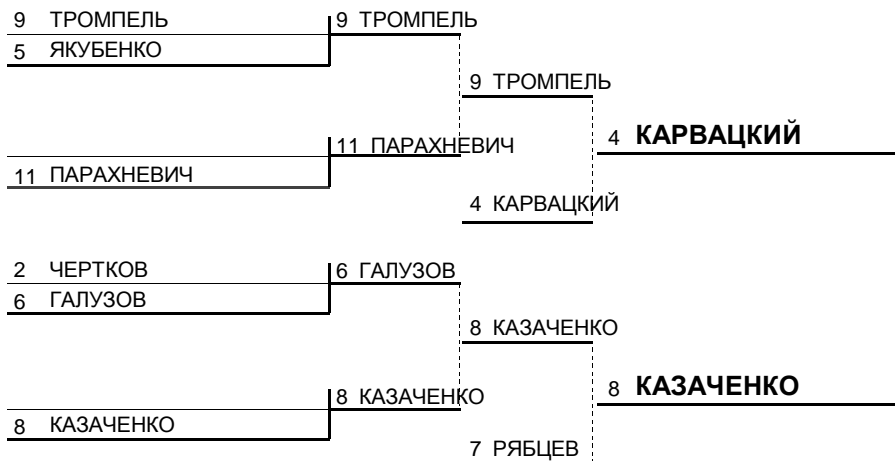 9 ТРОМПЕЛЬ 9 ТРОМПЕЛЬ
5 ЯКУБЕНКО
9 ТРОМПЕЛЬ
4 КАРВАЦКИЙ
11 ПАРАХНЕВИЧ
11 ПАРАХНЕВИЧ
4 КАРВАЦКИЙ
2 ЧЕРТКОВ 6 ГАЛУЗОВ
6 ГАЛУЗОВ
8 КАЗАЧЕНКО
8 КАЗАЧЕНКО
8 КАЗАЧЕНКО
8 КАЗАЧЕНКО
7 РЯБЦЕВ